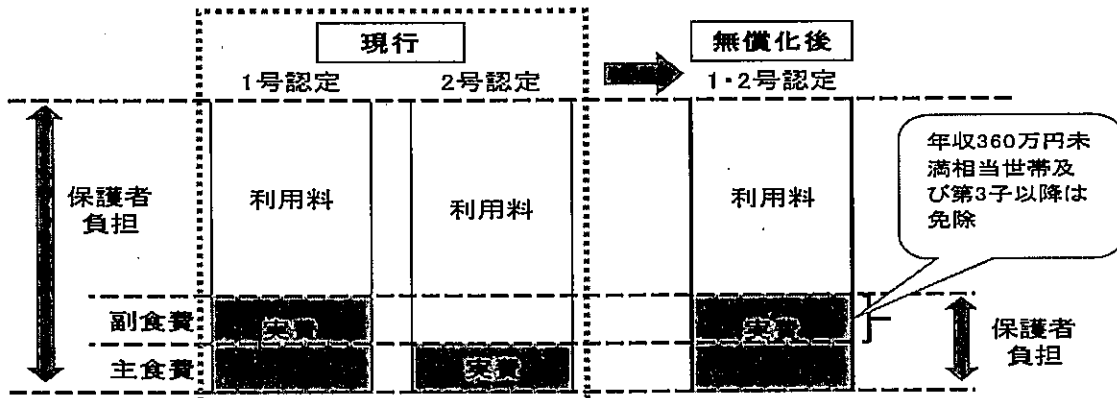 現行
無償化後
1号認定
2号認定
1・2号認定
年収360万円未
満相当世帯及
び第3子以降は
免除
保護者
負担
利用料
利用料
利用料
副食費
実費
実費
保護者
負担
主食費
実費